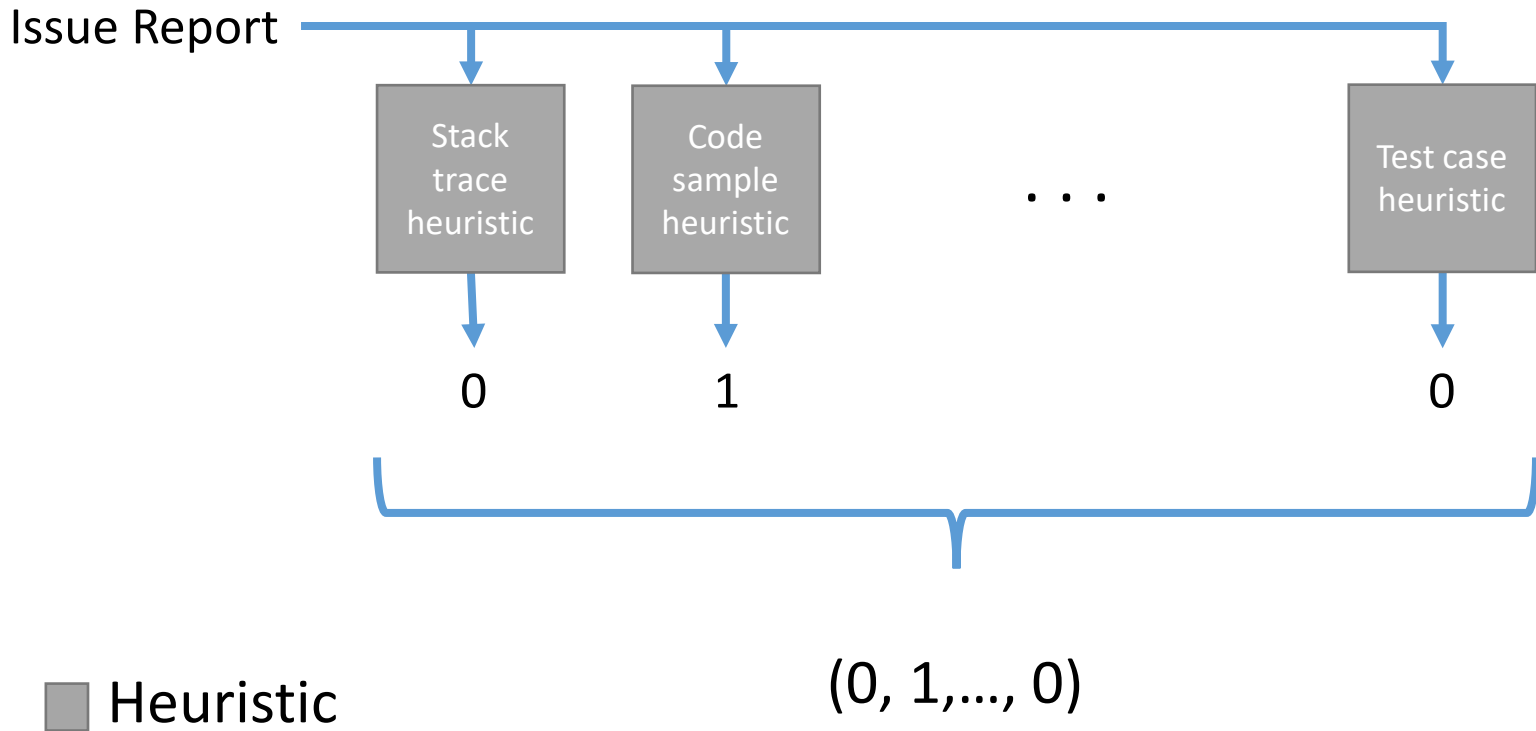 Issue Report
Stack
trace
heuristic
Code
sample
heuristic
. . .
Test case
heuristic
0
1
0
(0, 1,..., 0)
Heuristic